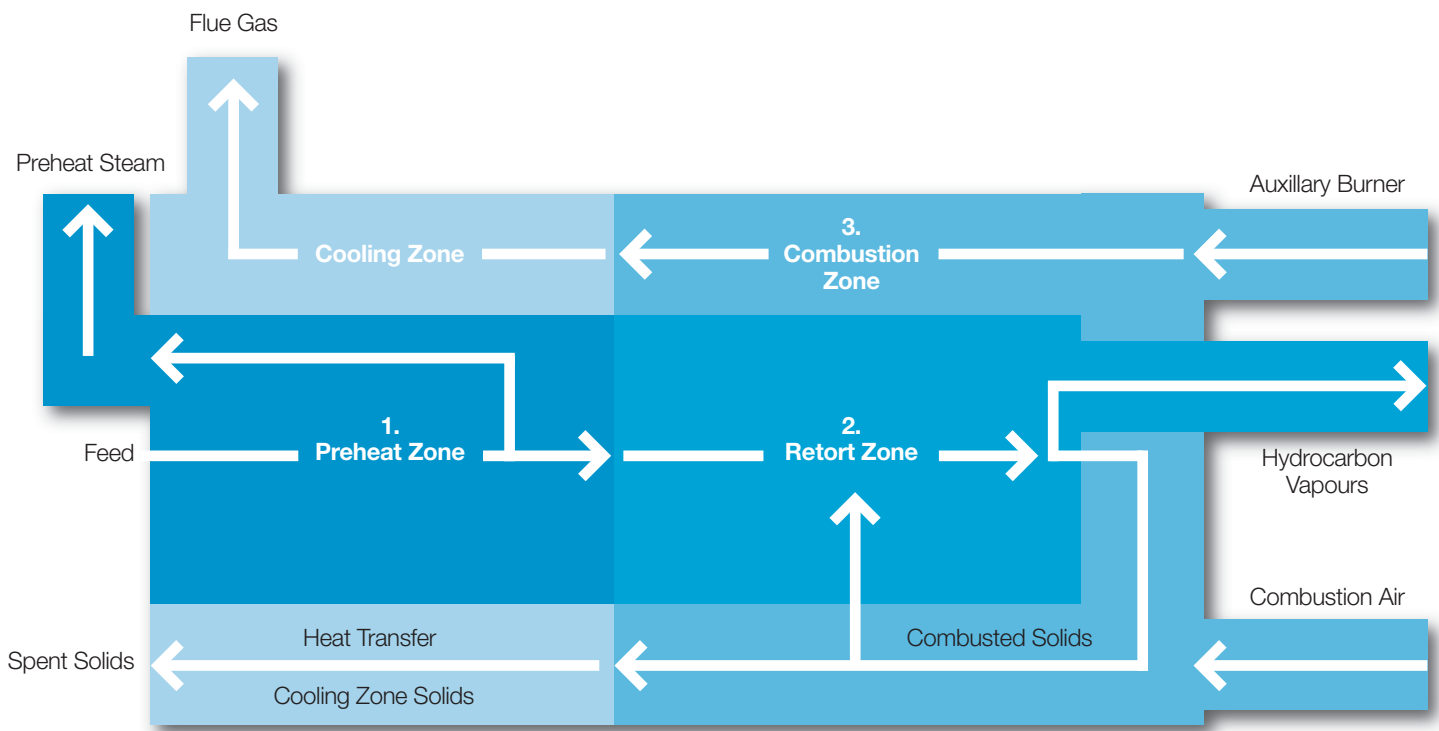 Flue Gas
Preheat Steam
Auxillary Burner
Cooling Zone
3.
Combustion
Zone
1.
Preheat Zone
2.
Retort Zone
Feed
Hydrocarbon
Vapours
Combustion Air
Heat Transfer
Combusted Solids
Spent Solids
Cooling Zone Solids